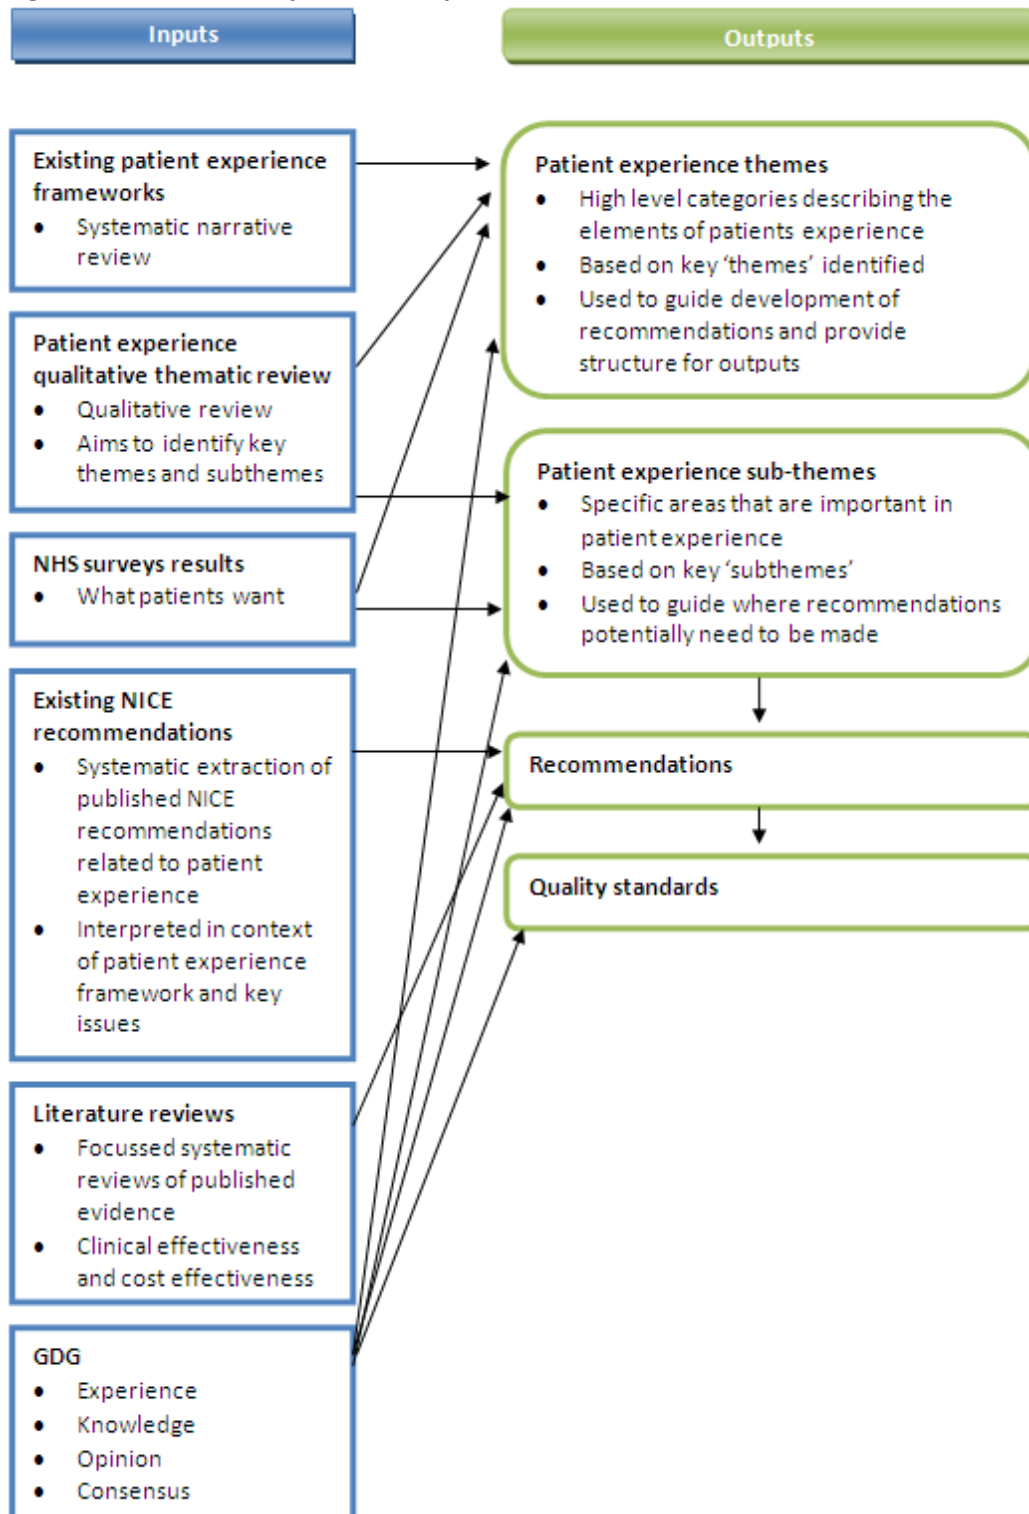 Inputs
Outputs
Existing patient experience
frameworks
• Systematic narrative
review
Patient experience
qualitative thematic review
• Qualitative review
• Aims to identify key
themes and subthemes
NHS surveys results
• What patients want
Existing NICE
recommendations
• Systematic extraction of
published NICE
recommendations
related to patient
experience
• Interpreted in context
of patient experience
framework and key
issues
Literature reviews
• Focussed systematic
reviews of published
evidence
• Clinical effectiveness
and cost effectiveness
GDG
• Experience
• Knowledge
• Opinion
• Consensus
Patient experience themes
• High level categories describing the
elements of patients experience
• Based on key ‘themes’ identified
• Used to guide development of
recommendations and provide
structure for outputs
Patient experience sub-themes
• Specific areas that are important in
patient experience
• Based on key ‘subthemes’
• Used to guide where recommendations
potentially need to be made
Recommendations
Quality standards